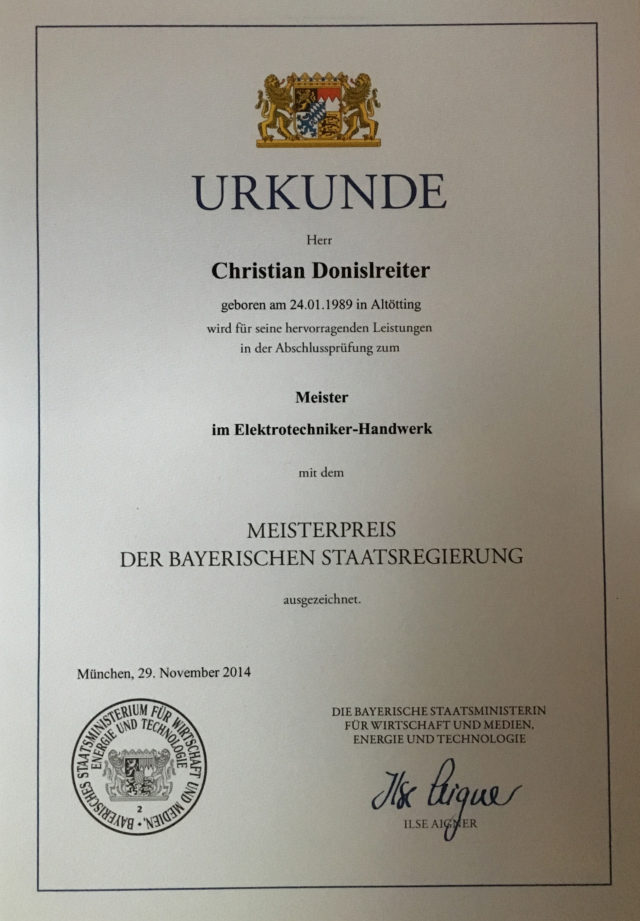 URKUNDE
Herr
Christian Donislreiter
geboren am 24.01.1989 in Altötting
wird für seine hervorragenden Leistungen
in der Abschlussprüfung zum
Meister
im Elektrotechniker-Handwerk
mit dem
MEISTERPREIS
DER BAYERISCHEN STAATSREGIERUNG
ausgezeichnet.
München, 29. November 2014
BAYERISCHES STAATSMINISTERIUM FÜR WIRTSCHAFT UND MEDIEN,
ENERGIE UND TECHNOLOGIE
2
DIE BAYERISCHE STAATSMINISTERIN
FÜR WIRTSCHAFT UND MEDIEN,
ENERGIE UND TECHNOLOGIE
Ilse Aigner
ILSE AIGNER